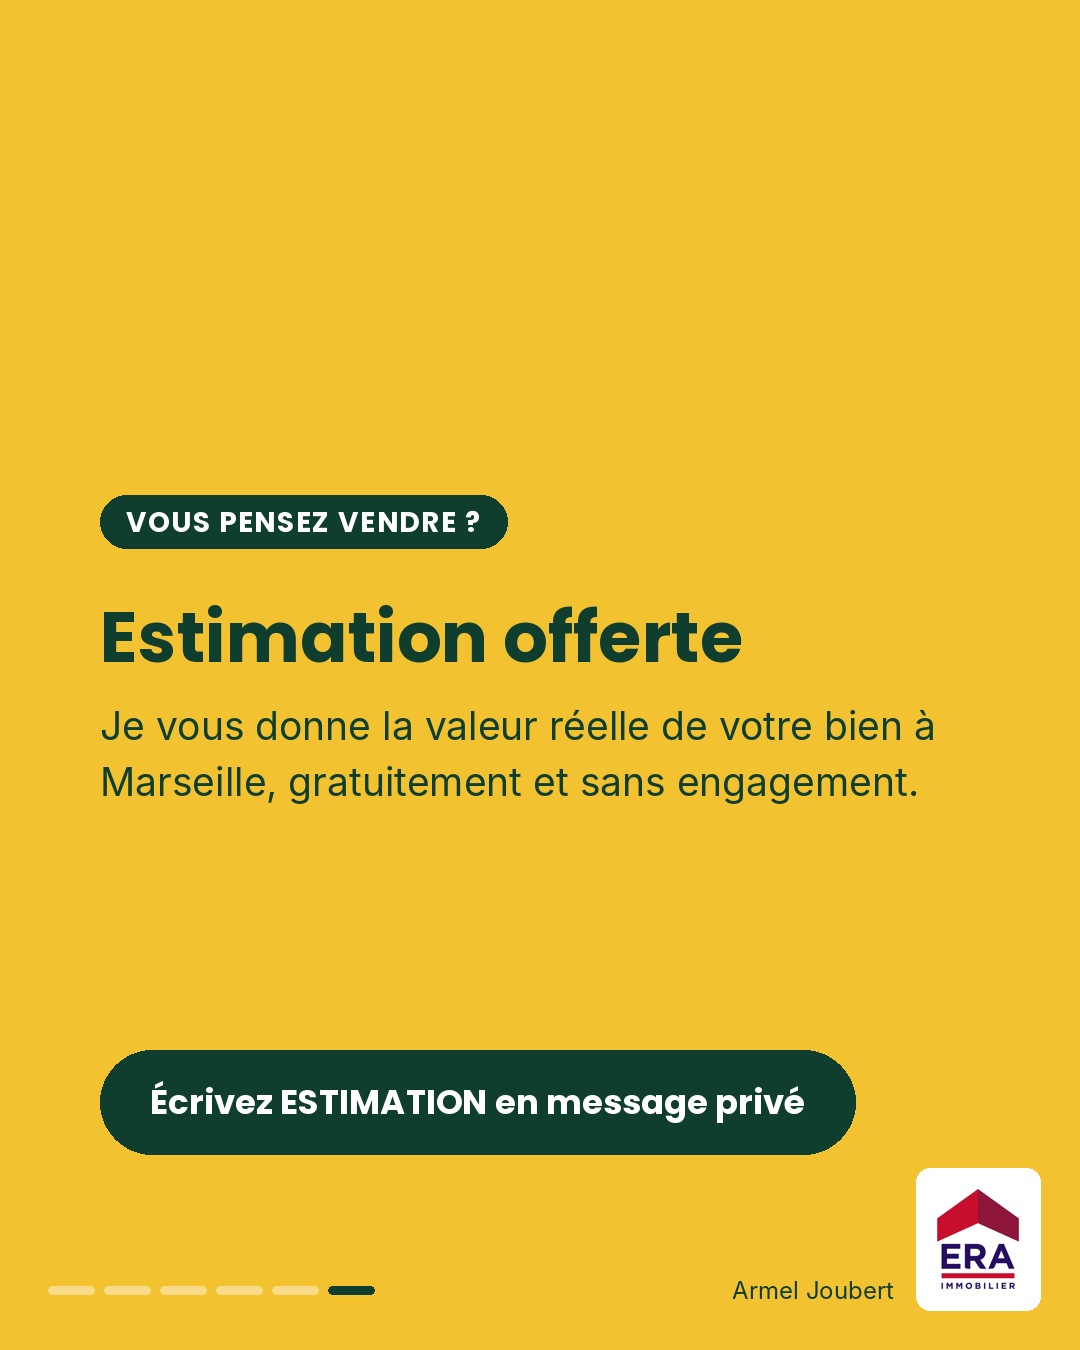 VOUS PENSEZ VENDRE ?
Estimation offerte
Je vous donne la valeur réelle de votre bien à
Marseille, gratuitement et sans engagement.
Écrivez ESTIMATION en message privé
Armel Joubert
ERA
IMMOBILIER